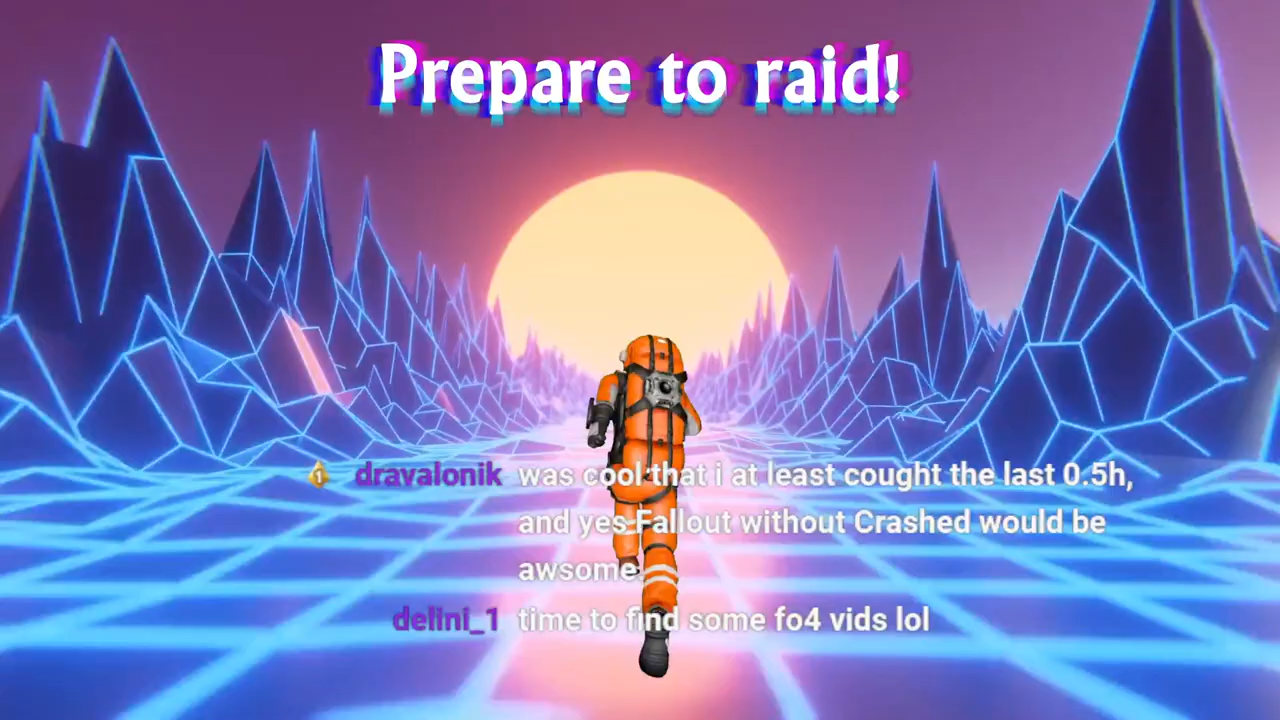 Prepare to raid!
1 dravalonik was cool that i at least cought the last 0.5h,
and yes Fallout without Crashed would be
awsome.
delini_1 time to find some fo4 vids lol